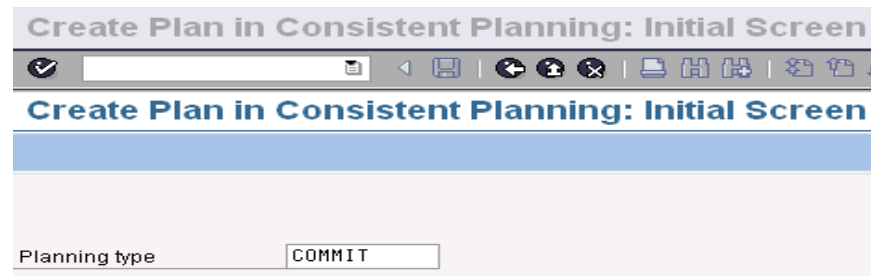 Create Plan in Consistent Planning: Initial Screen
Create Plan in Consistent Planning: Initial Screen
Planning type COMMIT